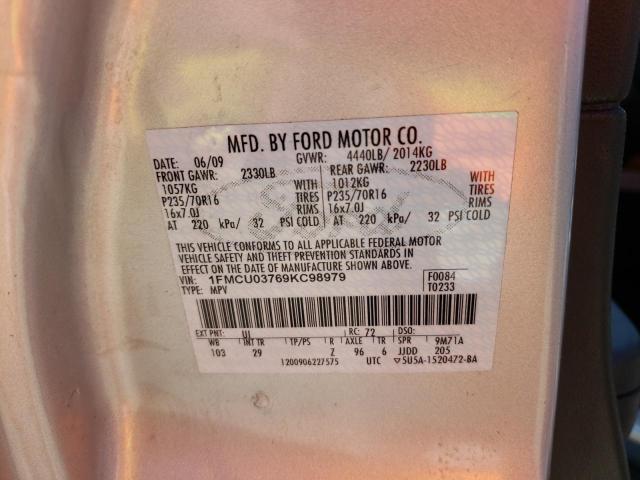 MFD. BY FORD MOTOR CO.
DATE: 06/09 GVWR: 4440LB/ 2014KG
FRONT GAWR: 2330LB REAR GAWR: 2230LB
1057KG WITH 1012KG WITH
P235/70R16 TIRES P235/70R16 TIRES
16x7.0J RIMS 16x7.0J RIMS
AT 220 kPa/ 32 PSI COLD AT 220 kPa/ 32 PSI COLD
THIS VEHICLE CONFORMS TO ALL APPLICABLE FEDERAL MOTOR
VEHICLE SAFETY AND THEFT PREVENTION STANDARDS IN
EFFECT ON THE DATE OF MANUFACTURE SHOWN ABOVE.
VIN: 1FMCU03769KC98979 F0084
TYPE: MPV T0233
EXT PNT: UI RC: 72 DSO:
WB INT TR TP/PS R AXLE TR SPR 9M71A
103 29 Z 96 6 JJDD 205
1200906227575 UTC ▽5U5A-1520472-BA